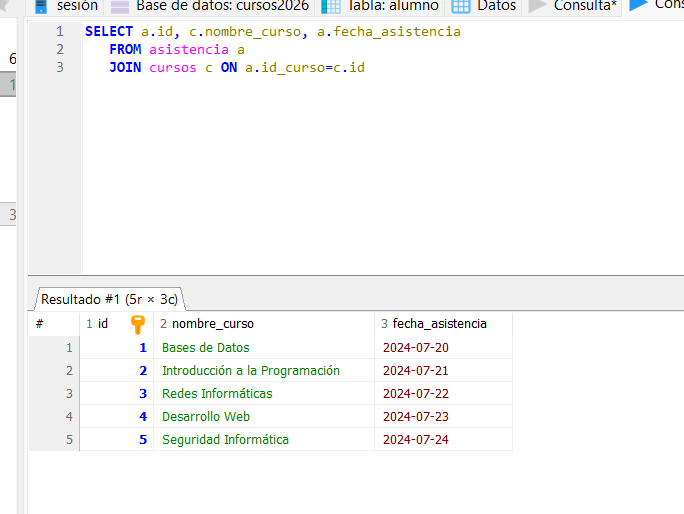 sesión Base de datos: cursos2026 Tabla: alumno Datos Consulta*
6
1 SELECT a.id, c.nombre_curso, a.fecha_asistencia
2 FROM asistencia a
3 JOIN cursos c ON a.id_curso=c.id
1
3
Resultado #1 (5r × 3c)
# 1 id 2 nombre_curso 3 fecha_asistencia
1 1 Bases de Datos 2024-07-20
2 2 Introducción a la Programación 2024-07-21
3 3 Redes Informáticas 2024-07-22
4 4 Desarrollo Web 2024-07-23
5 5 Seguridad Informática 2024-07-24